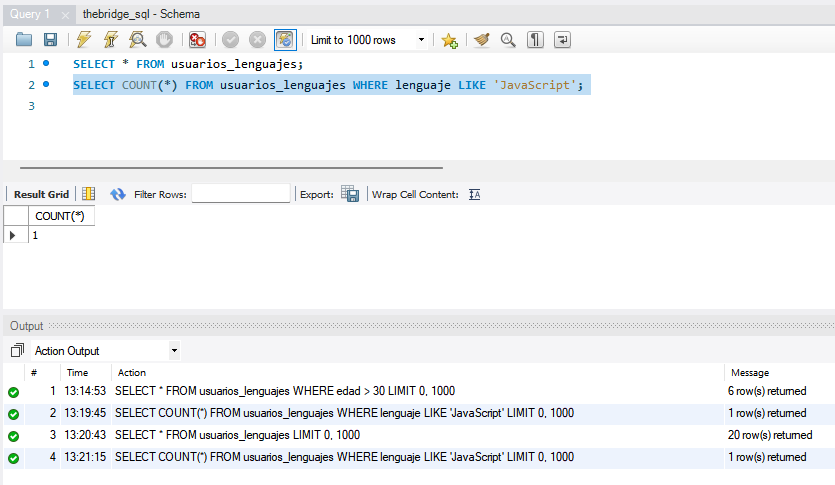 Query 1 × thebridge_sql - Schema
Limit to 1000 rows
1 SELECT * FROM usuarios_lenguajes;
2 SELECT COUNT(*) FROM usuarios_lenguajes WHERE lenguaje LIKE 'JavaScript';
3
Result Grid Filter Rows: Export: Wrap Cell Content: IA
COUNT(*)
1
Output
Action Output
# Time Action Message
1 13:14:53 SELECT * FROM usuarios_lenguajes WHERE edad > 30 LIMIT 0, 1000 6 row(s) returned
2 13:19:45 SELECT COUNT(*) FROM usuarios_lenguajes WHERE lenguaje LIKE 'JavaScript' LIMIT 0, 1000 1 row(s) returned
3 13:20:43 SELECT * FROM usuarios_lenguajes LIMIT 0, 1000 20 row(s) returned
4 13:21:15 SELECT COUNT(*) FROM usuarios_lenguajes WHERE lenguaje LIKE 'JavaScript' LIMIT 0, 1000 1 row(s) returned